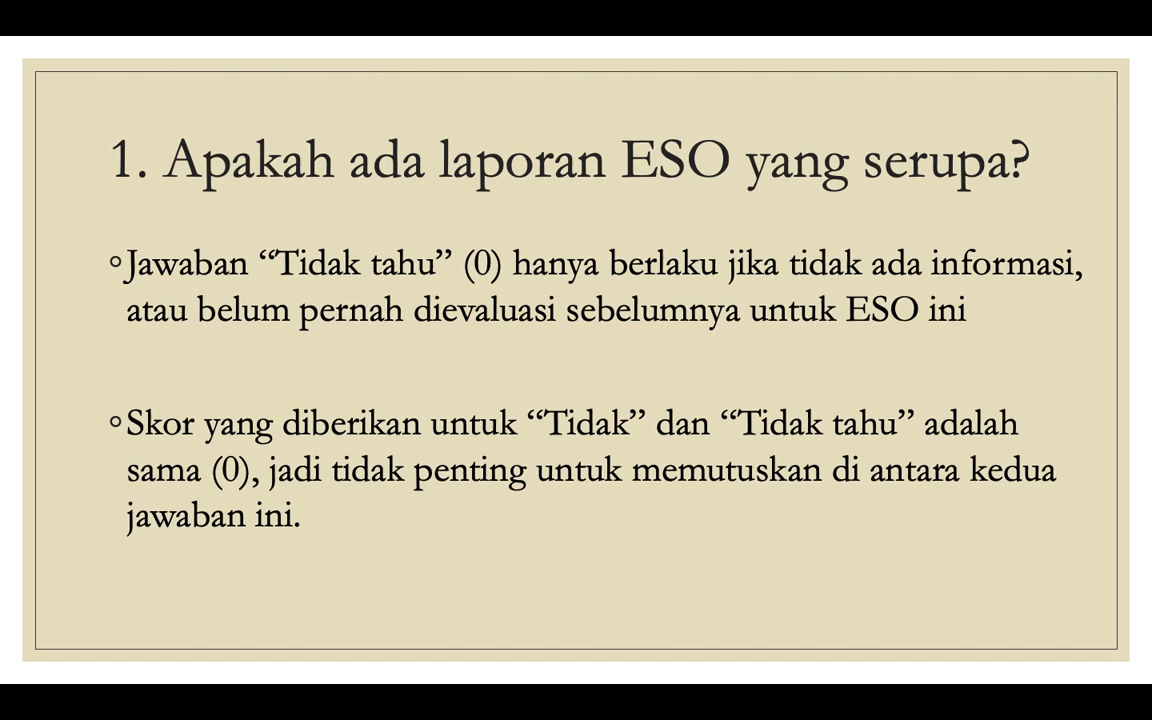 1. Apakah ada laporan ESO yang serupa?
◦Jawaban “Tidak tahu” (0) hanya berlaku jika tidak ada informasi,
atau belum pernah dievaluasi sebelumnya untuk ESO ini
◦Skor yang diberikan untuk “Tidak” dan “Tidak tahu” adalah
sama (0), jadi tidak penting untuk memutuskan di antara kedua
jawaban ini.